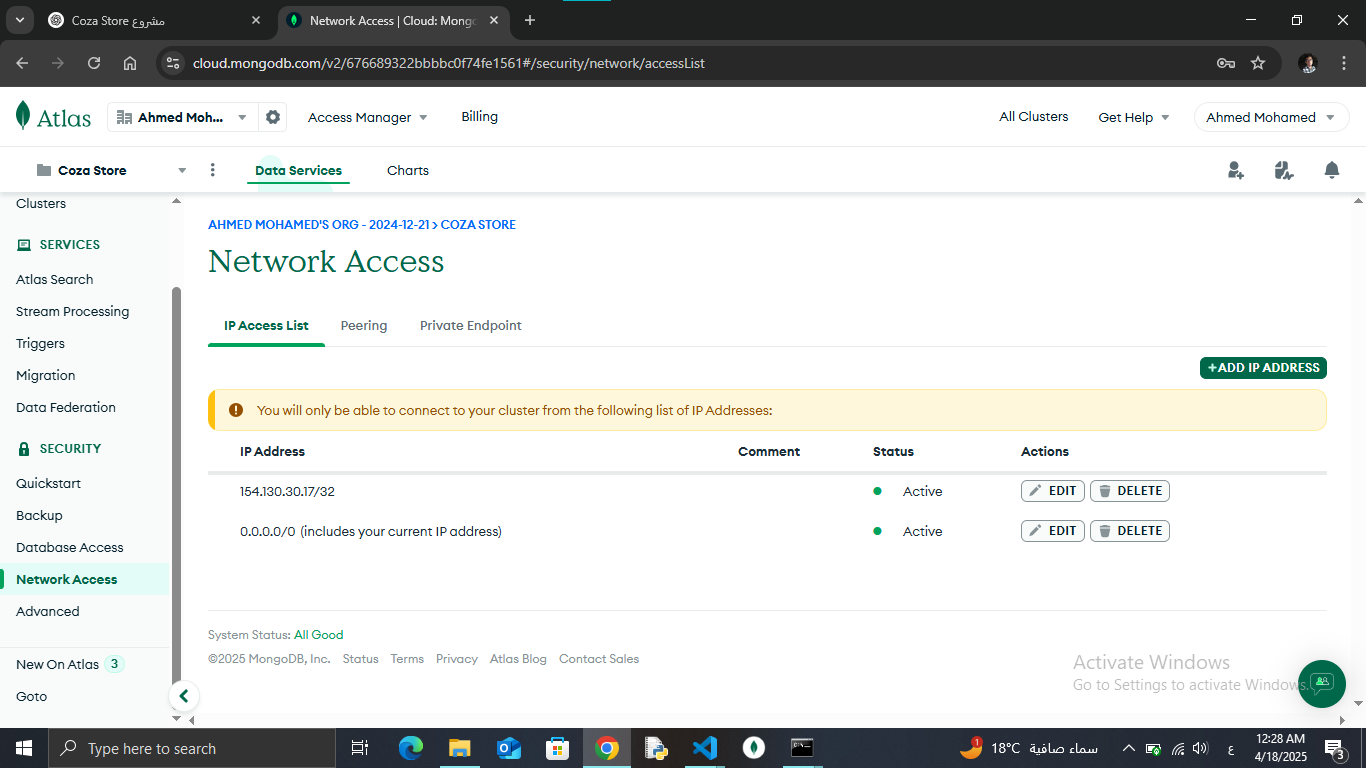 Coza Store مشروع
Network Access | Cloud: Mong
cloud.mongodb.com/v2/676689322bbbbc0f74fe1561#/security/network/accessList
Atlas
Ahmed Moh...
Access Manager
Billing
All Clusters
Get Help
Ahmed Mohamed
Coza Store
Data Services
Charts
Clusters
SERVICES
Atlas Search
Stream Processing
Triggers
Migration
Data Federation
SECURITY
Quickstart
Backup
Database Access
Network Access
Advanced
New On Atlas 3
Goto
AHMED MOHAMED'S ORG - 2024-12-21 > COZA STORE
Network Access
IP Access List
Peering
Private Endpoint
+ADD IP ADDRESS
You will only be able to connect to your cluster from the following list of IP Addresses:
IP Address Comment Status Actions
154.130.30.17/32 Active EDIT DELETE
0.0.0.0/0 (includes your current IP address) Active EDIT DELETE
System Status: All Good
©2025 MongoDB, Inc. Status Terms Privacy Atlas Blog Contact Sales
Activate Windows
Go to Settings to activate Windows.
Type here to search
1
18°C سماء صافية
ع
12:28 AM
4/18/2025
3